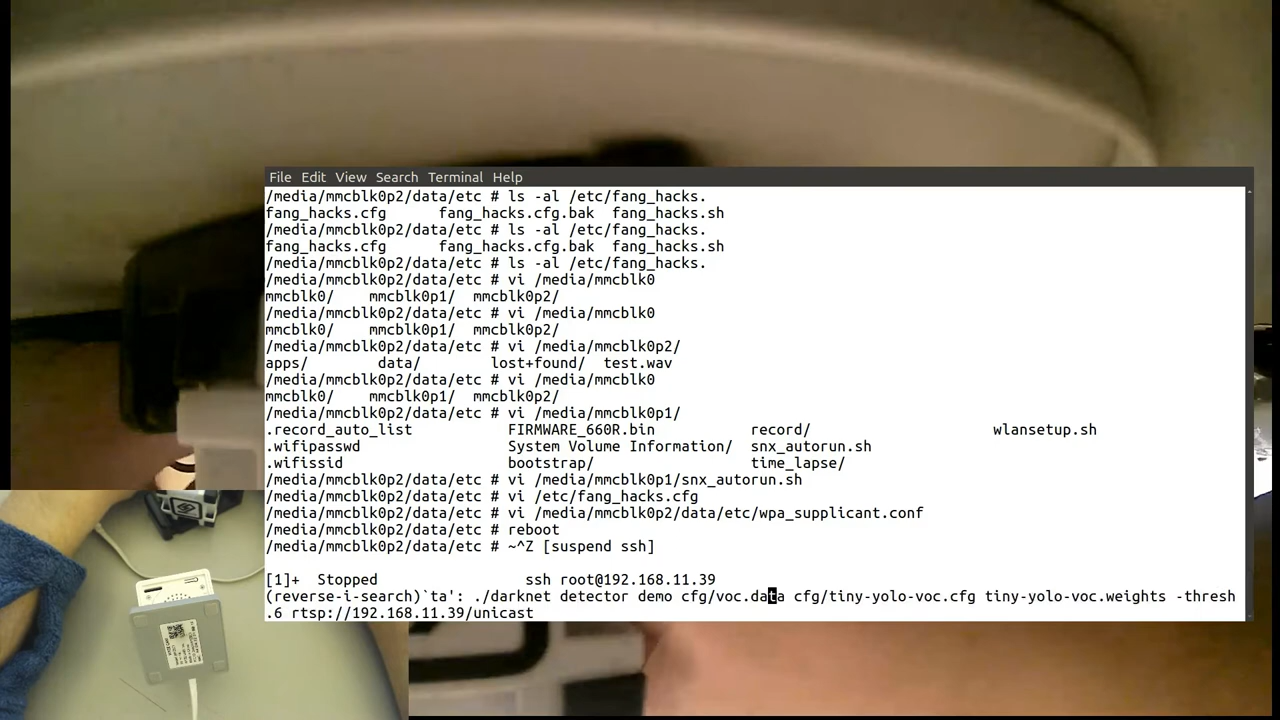 File Edit View Search Terminal Help
/media/mmcblk0p2/data/etc # ls -al /etc/fang_hacks.
fang_hacks.cfg fang_hacks.cfg.bak fang_hacks.sh
/media/mmcblk0p2/data/etc # ls -al /etc/fang_hacks.
fang_hacks.cfg fang_hacks.cfg.bak fang_hacks.sh
/media/mmcblk0p2/data/etc # ls -al /etc/fang_hacks.
/media/mmcblk0p2/data/etc # vi /media/mmcblk0
mmcblk0/ mmcblk0p1/ mmcblk0p2/
/media/mmcblk0p2/data/etc # vi /media/mmcblk0
mmcblk0/ mmcblk0p1/ mmcblk0p2/
/media/mmcblk0p2/data/etc # vi /media/mmcblk0p2/
apps/ data/ lost+found/ test.wav
/media/mmcblk0p2/data/etc # vi /media/mmcblk0
mmcblk0/ mmcblk0p1/ mmcblk0p2/
/media/mmcblk0p2/data/etc # vi /media/mmcblk0p1/
.record_auto_list FIRMWARE_660R.bin record/ wlansetup.sh
.wifipasswd System Volume Information/ snx_autorun.sh
.wifissid bootstrap/ time_lapse/
/media/mmcblk0p2/data/etc # vi /media/mmcblk0p1/snx_autorun.sh
/media/mmcblk0p2/data/etc # vi /etc/fang_hacks.cfg
/media/mmcblk0p2/data/etc # vi /media/mmcblk0p2/data/etc/wpa_supplicant.conf
/media/mmcblk0p2/data/etc # reboot
/media/mmcblk0p2/data/etc # ~^Z [suspend ssh]
[1]+ Stopped ssh root@192.168.11.39
(reverse-i-search)`ta': ./darknet detector demo cfg/voc.data cfg/tiny-yolo-voc.cfg tiny-yolo-voc.weights -thresh
.6 rtsp://192.168.11.39/unicast